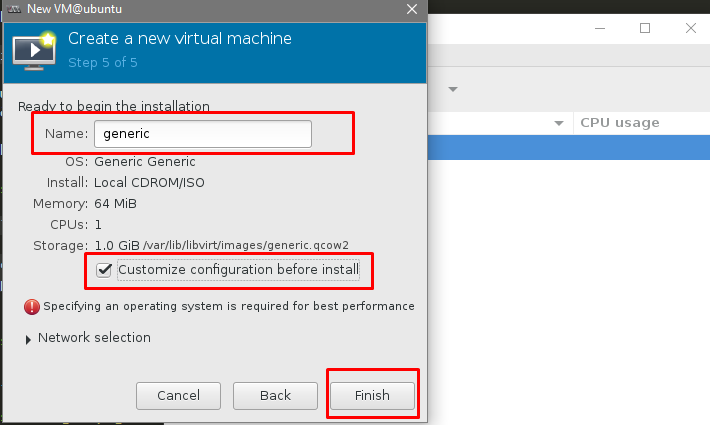 New VM@ubuntu
Create a new virtual machine
Step 5 of 5
Ready to begin the installation
Name: generic
OS: Generic Generic
Install: Local CDROM/ISO
Memory: 64 MiB
CPUs: 1
Storage: 1.0 GiB /var/lib/libvirt/images/generic.qcow2
Customize configuration before install
Specifying an operating system is required for best performance
Network selection
Cancel Back Finish
CPU usage